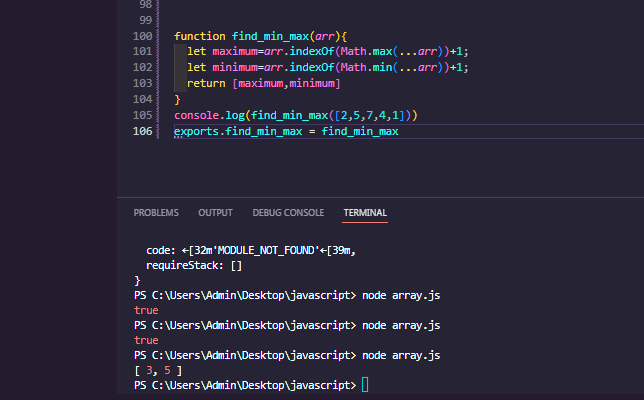 98
99
100 function find_min_max(arr){
101 let maximum=arr.indexOf(Math.max(...arr))+1;
102 let minimum=arr.indexOf(Math.min(...arr))+1;
103 return [maximum,minimum]
104 }
105 console.log(find_min_max([2,5,7,4,1]))
106 exports.find_min_max = find_min_max
PROBLEMS OUTPUT DEBUG CONSOLE TERMINAL
code: ←[32m'MODULE_NOT_FOUND'←[39m,
requireStack: []
}
PS C:\Users\Admin\Desktop\javascript> node array.js
true
PS C:\Users\Admin\Desktop\javascript> node array.js
true
PS C:\Users\Admin\Desktop\javascript> node array.js
[ 3, 5 ]
PS C:\Users\Admin\Desktop\javascript>